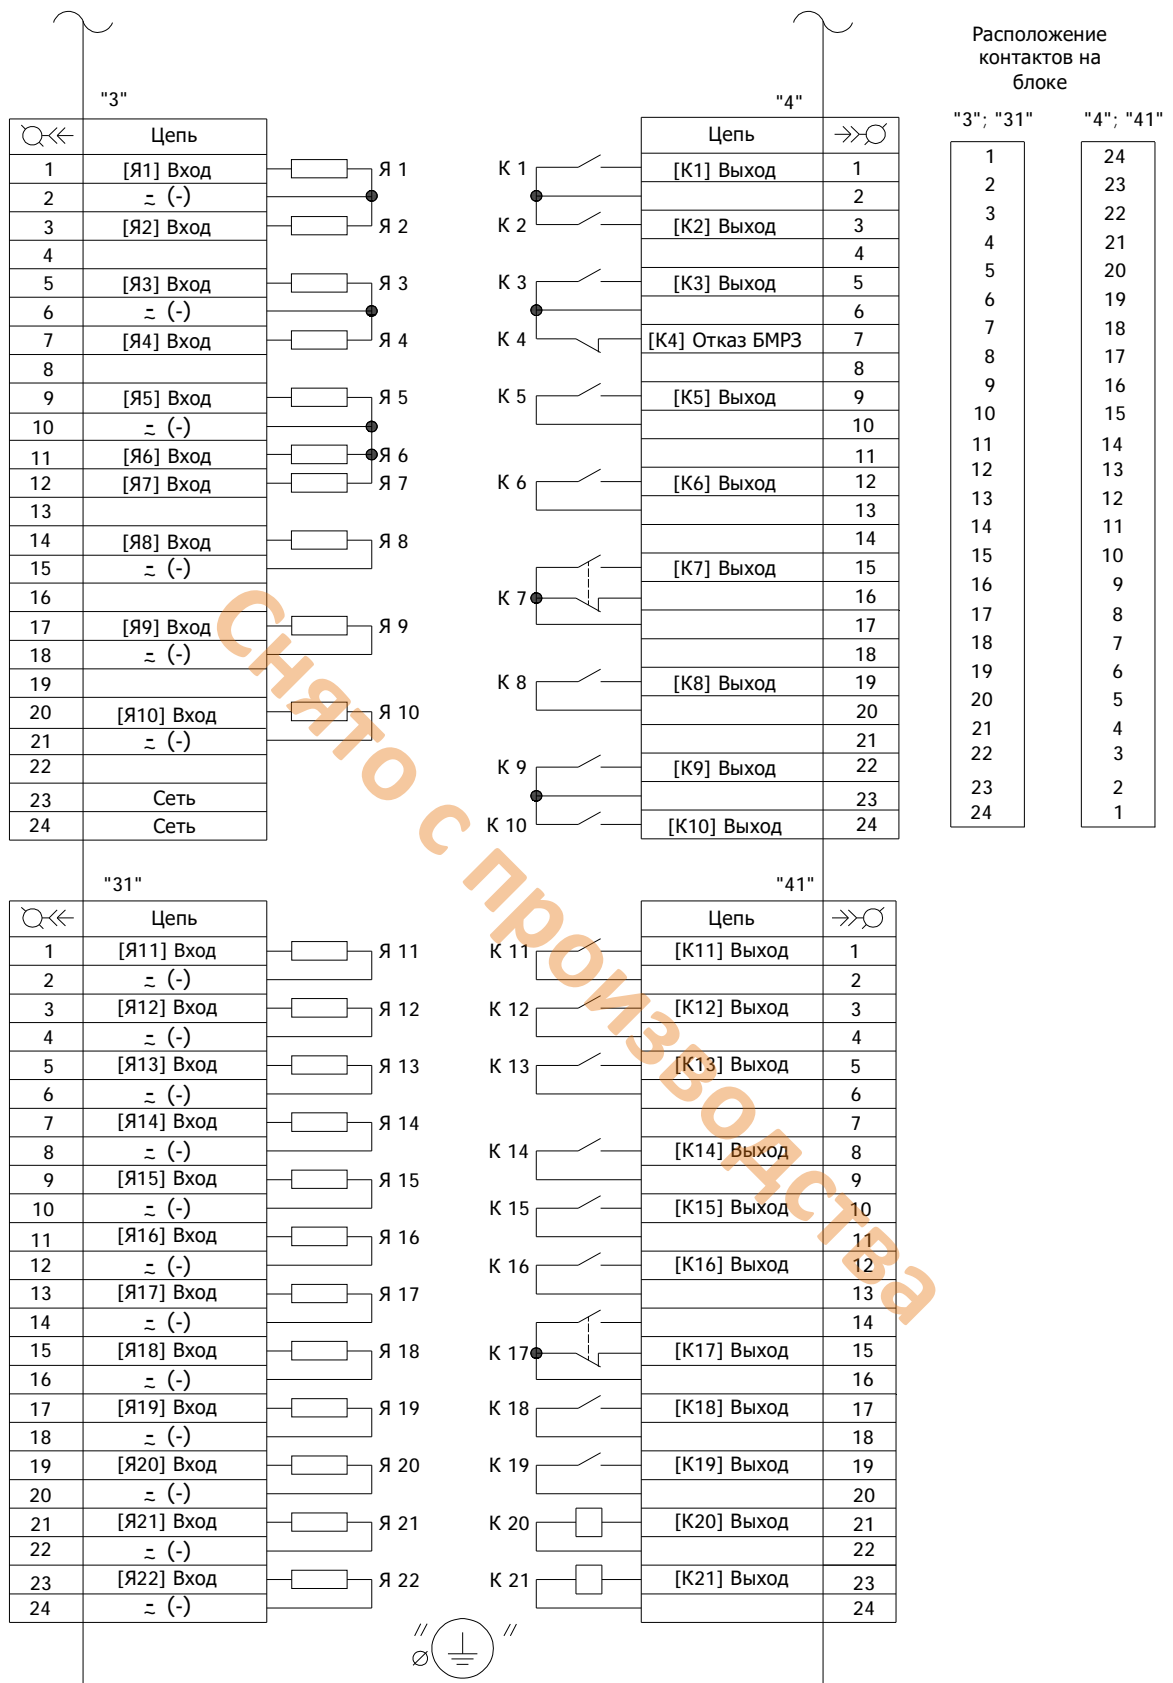 Расположение
контактов на
блоке
"3"; "31" "4"; "41"
1 24
2 23
3 22
4 21
5 20
6 19
7 18
8 17
9 16
10 15
11 14
12 13
13 12
14 11
15 10
16 9
17 8
18 7
19 6
20 5
21 4
22 3
23 2
24 1
"3"
Цепь
1 [Я1] Вход Я 1
2 ~ (-)
3 [Я2] Вход Я 2
4
5 [Я3] Вход Я 3
6 ~ (-)
7 [Я4] Вход Я 4
8
9 [Я5] Вход Я 5
10 ~ (-)
11 [Я6] Вход Я 6
12 [Я7] Вход Я 7
13
14 [Я8] Вход Я 8
15 ~ (-)
16
17 [Я9] Вход Я 9
18 ~ (-)
19
20 [Я10] Вход Я 10
21 ~ (-)
22
23 Сеть
24 Сеть
"4"
Цепь
К 1 [К1] Выход 1
2
К 2 [К2] Выход 3
4
К 3 [К3] Выход 5
6
К 4 [К4] Отказ БМРЗ 7
8
К 5 [К5] Выход 9
10
11
К 6 [К6] Выход 12
13
14
[К7] Выход 15
К 7 16
17
18
К 8 [К8] Выход 19
20
21
К 9 [К9] Выход 22
23
К 10 [К10] Выход 24
"31"
Цепь
1 [Я11] Вход Я 11
2 ~ (-)
3 [Я12] Вход Я 12
4 ~ (-)
5 [Я13] Вход Я 13
6 ~ (-)
7 [Я14] Вход Я 14
8 ~ (-)
9 [Я15] Вход Я 15
10 ~ (-)
11 [Я16] Вход Я 16
12 ~ (-)
13 [Я17] Вход Я 17
14 ~ (-)
15 [Я18] Вход Я 18
16 ~ (-)
17 [Я19] Вход Я 19
18 ~ (-)
19 [Я20] Вход Я 20
20 ~ (-)
21 [Я21] Вход Я 21
22 ~ (-)
23 [Я22] Вход Я 22
24 ~ (-)
"41"
Цепь
К 11 [К11] Выход 1
2
К 12 [К12] Выход 3
4
К 13 [К13] Выход 5
6
7
К 14 [К14] Выход 8
9
К 15 [К15] Выход 10
11
К 16 [К16] Выход 12
13
14
К 17 [К17] Выход 15
16
К 18 [К18] Выход 17
18
К 19 [К19] Выход 19
20
К 20 [К20] Выход 21
22
К 21 [К21] Выход 23
24
Снято с производства